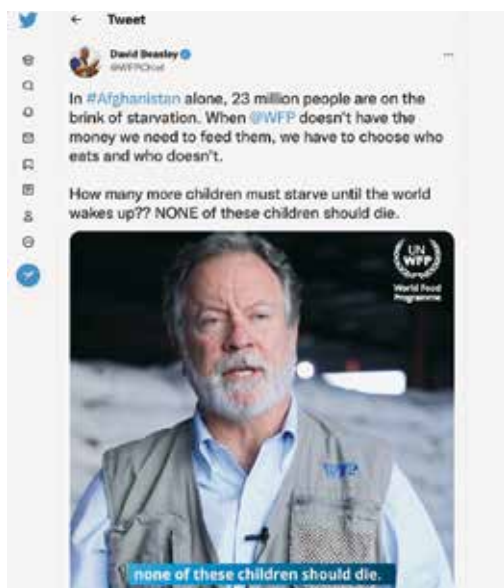 Tweet
David Beasley
@WFPChief
In #Afghanistan alone, 23 million people are on the
brink of starvation. When @WFP doesn't have the
money we need to feed them, we have to choose who
eats and who doesn't.
How many more children must starve until the world
wakes up?? NONE of these children should die.
UN
WFP
World Food
Programme
WFP
none of these children should die.